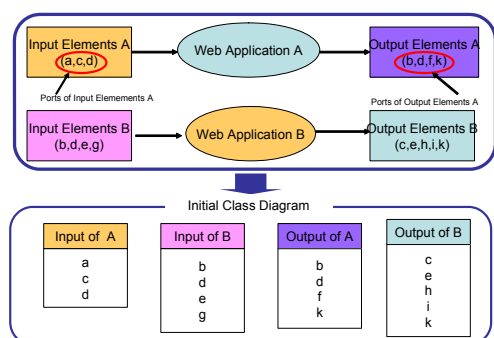 Input Elements A
(a,c,d)
Web Application A
Output Elements A
(b,d,f,k)
Ports of Input Elemements A
Ports of Output Elements A
Input Elements B
(b,d,e,g)
Web Application B
Output Elements B
(c,e,h,i,k)
Initial Class Diagram
Input of A
a
c
d
Input of B
b
d
e
g
Output of A
b
d
f
k
Output of B
c
e
h
i
k